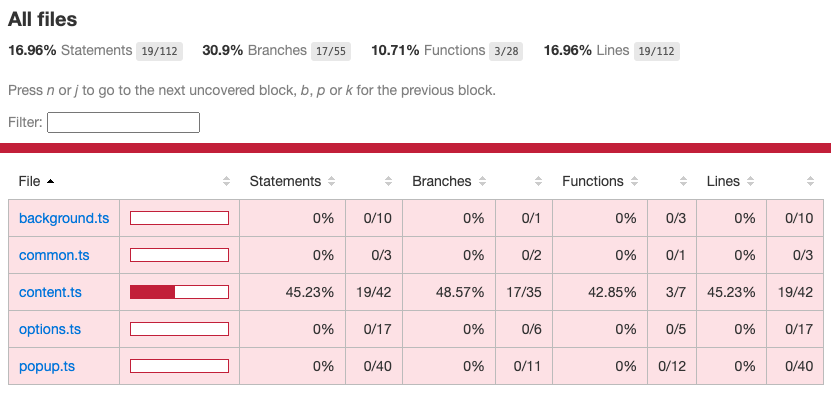 All files
16.96% Statements 19/112 30.9% Branches 17/55 10.71% Functions 3/28 16.96% Lines 19/112
Press n or j to go to the next uncovered block, b, p or k for the previous block.
Filter:
File Statements Branches Functions Lines
background.ts 0% 0/10 0% 0/1 0% 0/3 0% 0/10
common.ts 0% 0/3 0% 0/2 0% 0/1 0% 0/3
content.ts 45.23% 19/42 48.57% 17/35 42.85% 3/7 45.23% 19/42
options.ts 0% 0/17 0% 0/6 0% 0/5 0% 0/17
popup.ts 0% 0/40 0% 0/11 0% 0/12 0% 0/40